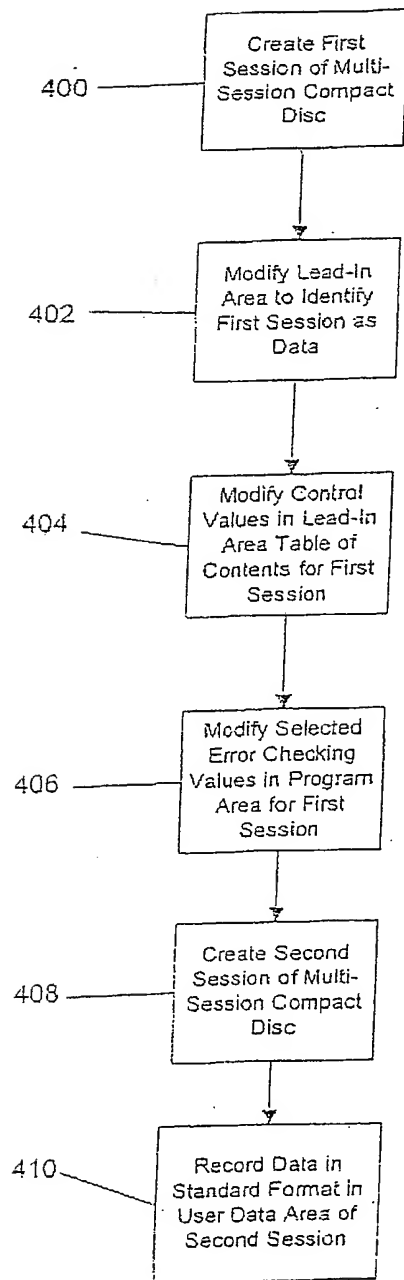 400
Create First
Session of Multi-
Session Compact
Disc
402
Modify Lead-In
Area to Identify
First Session as
Data
404
Modify Control
Values in Lead-In
Area Table of
Contents for First
Session
406
Modify Selected
Error Checking
Values in Program
Area for First
Session
408
Create Second
Session of Multi-
Session Compact
Disc
410
Record Data in
Standard Format in
User Data Area of
Second Session